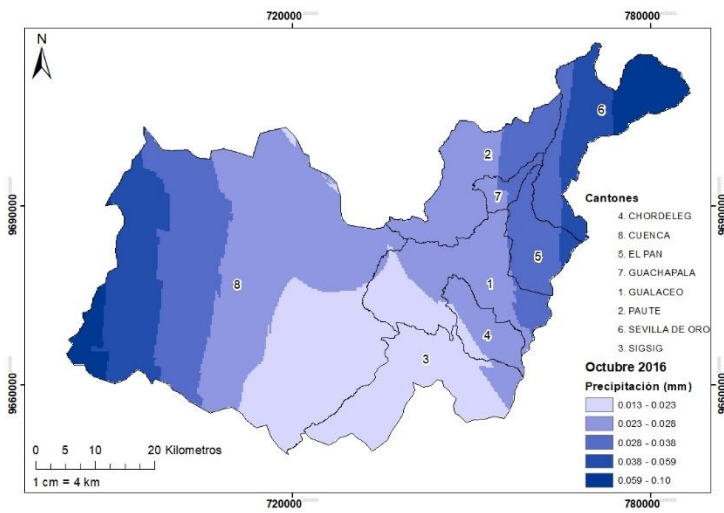 720000
780000
N
6
2
7
9690000
9690000
Cantones
4. CHORDELEG
8. CUENCA
5. EL PAN
7. GUACHAPALA
1. GUALACEO
2. PAUTE
6. SEVILLA DE ORO
3. SIGSIG
5
8
1
4
3
Octubre 2016
Precipitación (mm)
0.013 - 0.023
0.023 - 0.028
0.028 - 0.038
0.038 - 0.059
0.059 - 0.10
9660000
9660000
0 5 10 20 Kilometros
1 cm = 4 km
720000
780000